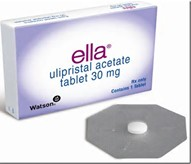 ella®
ulipristal acetate
tablet 30 mg
Rx only
Contains 1 Tablet
Watson